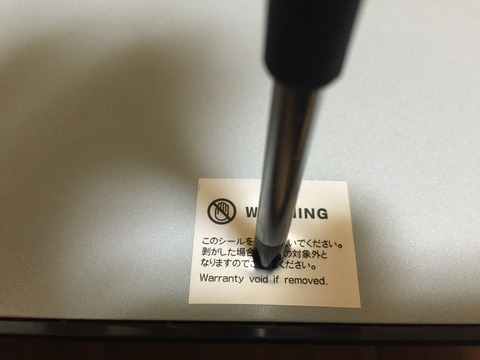 W NING
このシールを いでください。
剥がした場合 の対象外と
なりますのでご ください。
Warranty void if removed.